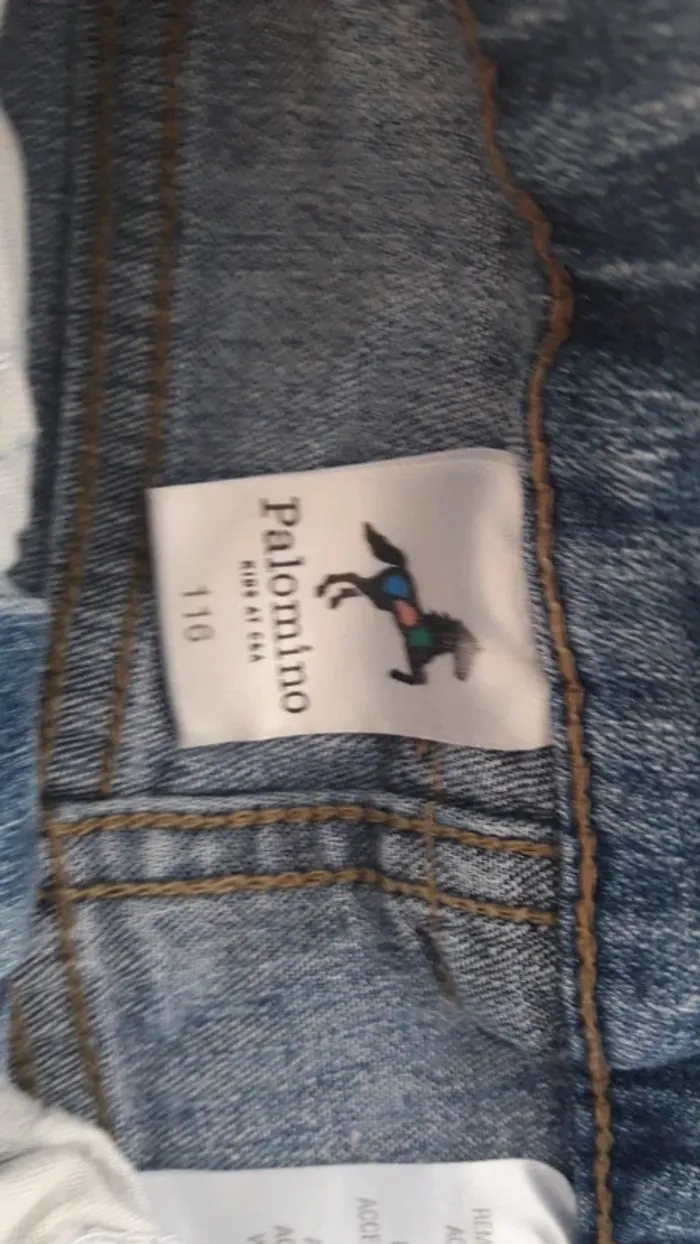 Palomino
KIDS AT C&A
116